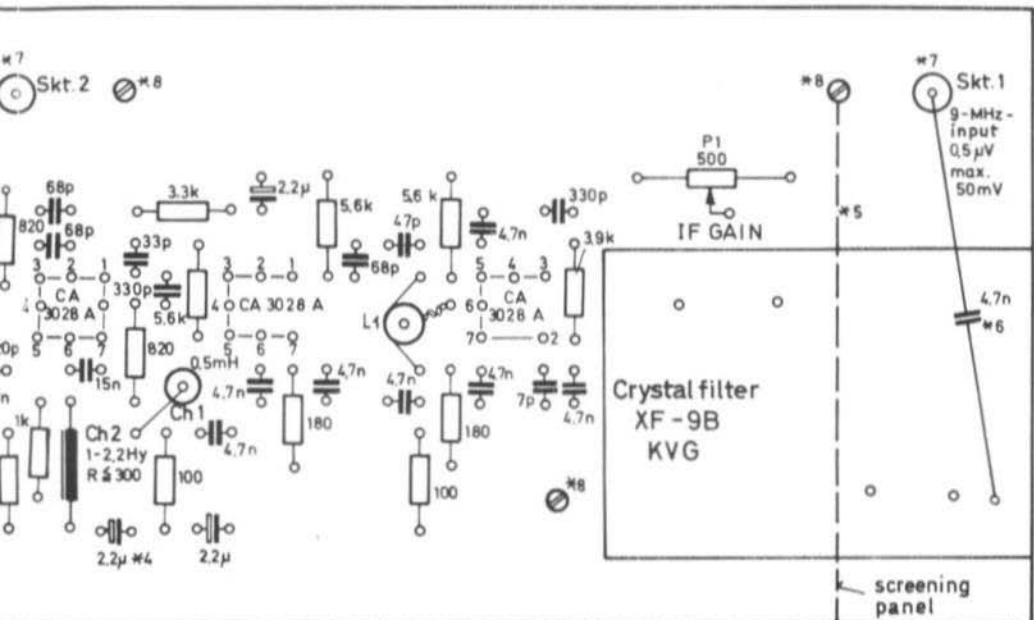 *7
Skt. 2
*8
*8
*7
Skt.1
9-MHz-
input
0,5µV
max.
50mV
P1
500
IF GAIN
*5
68p
820
68p
3.3k
2,2µ
5,6k
47p
5,6 k
4,7n
330p
3.9k
33p
330p
5,6k
68p
3 2 1
CA
3028 A
4
5 6 7
3 2 1
4 CA 3028 A
5 6 7
L1
5 4 3
CA
6 3028 A
7 2
820
15n
0,5mH
Ch1
4,7n
4,7n
180
4,7n
4,7n
180
7p
4,7n
4,7n
*6
Crystal filter
XF-9B
KVG
1k
Ch2
1-2,2Hy
R ≦ 300
100
4,7n
100
*8
2,2µ *4
2,2µ
screening
panel